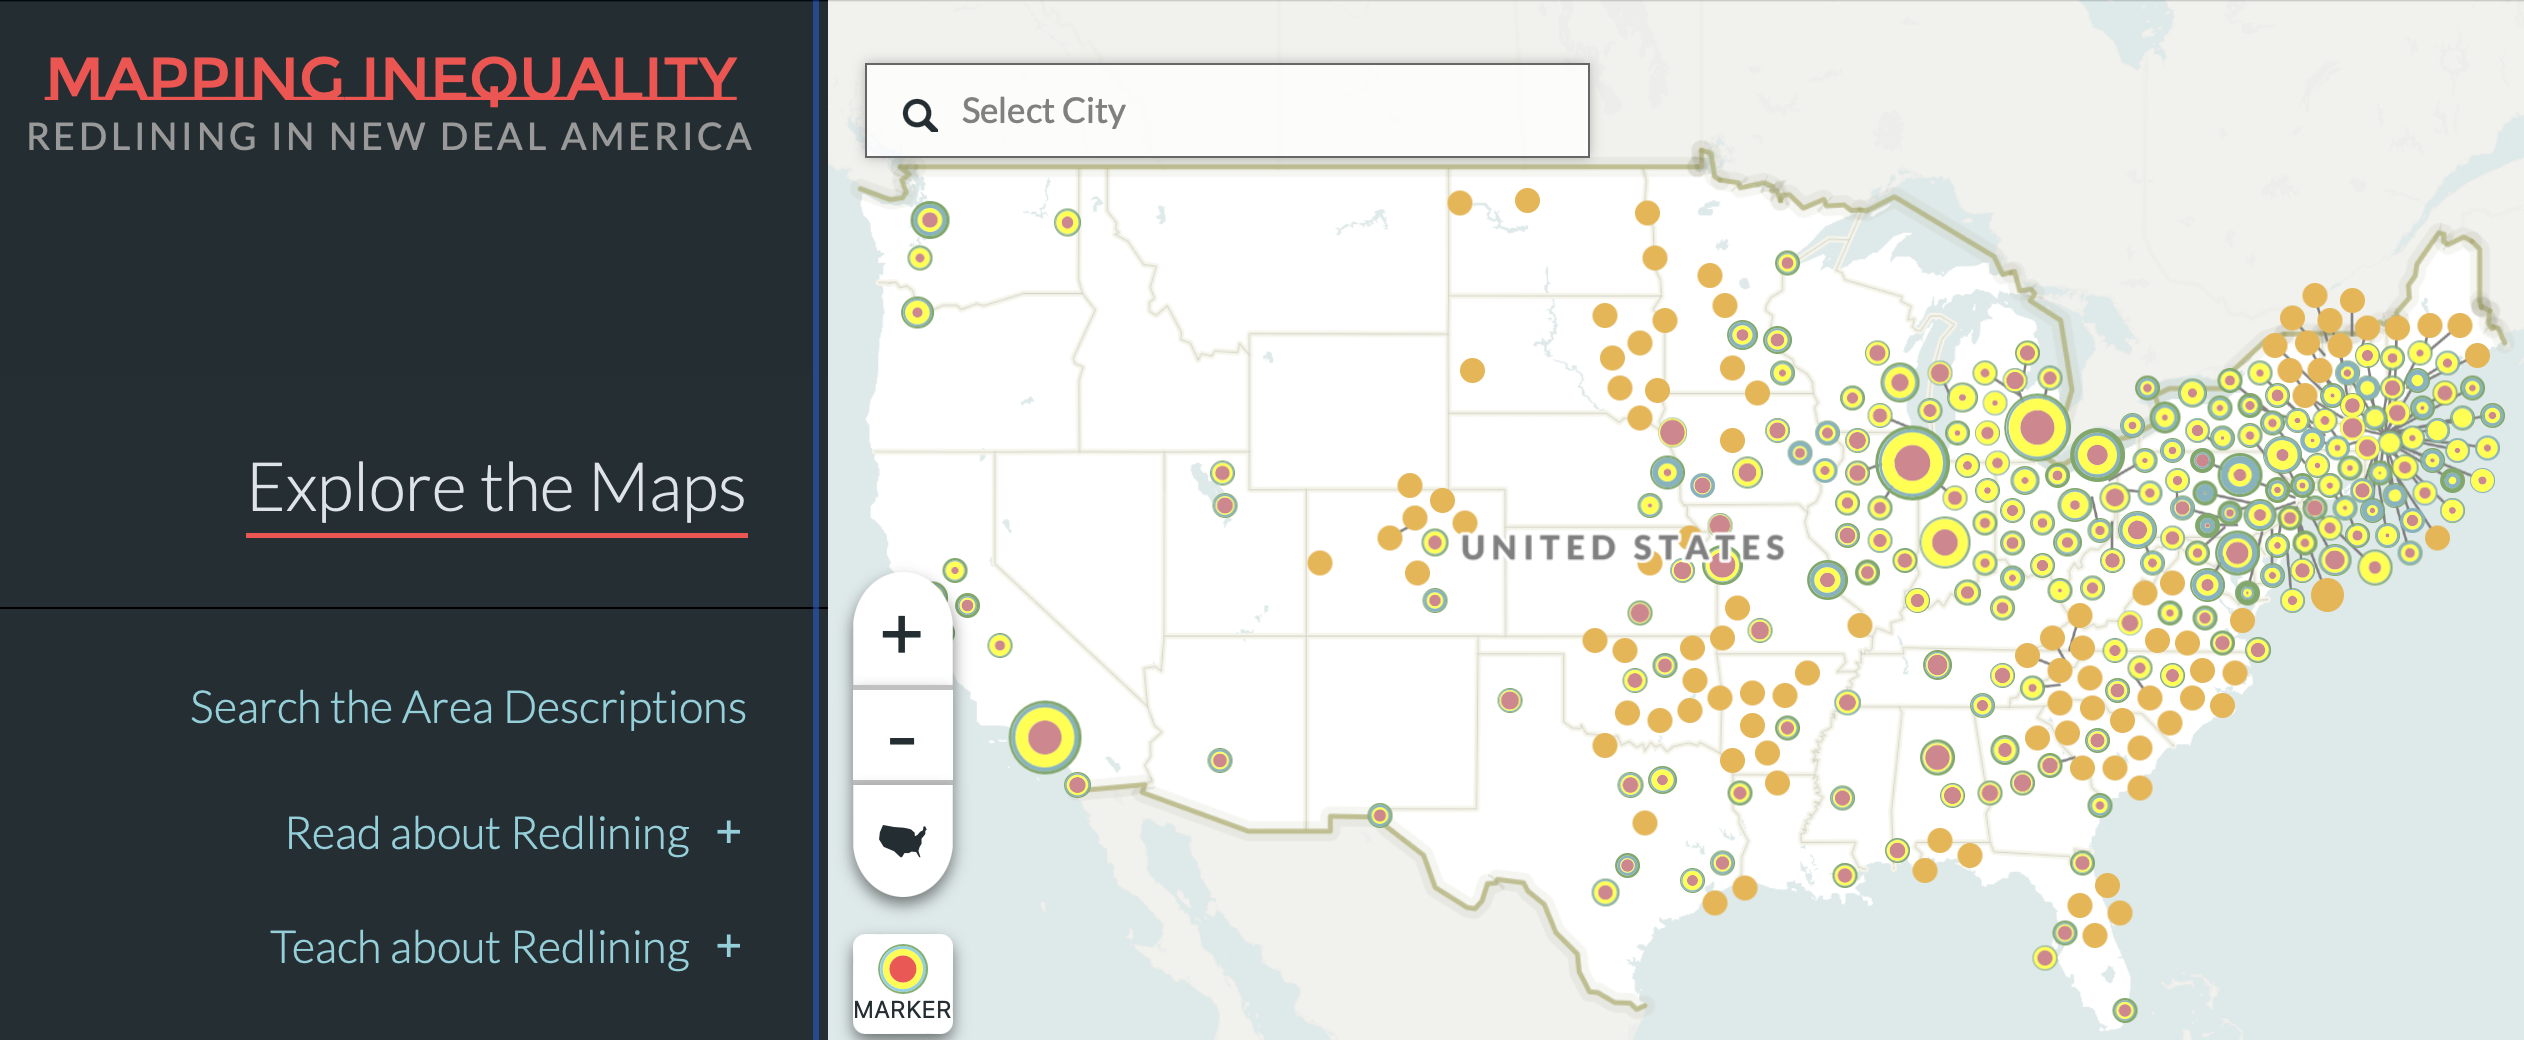 MAPPING INEQUALITY
REDLINING IN NEW DEAL AMERICA
Explore the Maps
Search the Area Descriptions
Read about Redlining +
Teach about Redlining +
Select City
UNITED STATES
+
-
MARKER